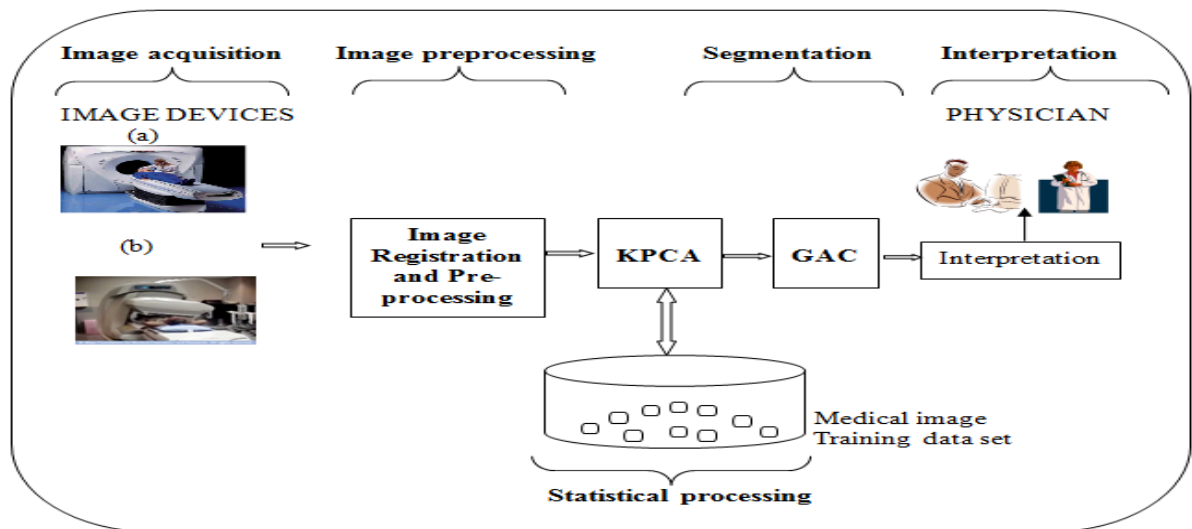 Image acquisition
Image preprocessing
Segmentation
Interpretation
IMAGE DEVICES
(a)
PHYSICIAN
(b)
Image
Registration
and Pre-
processing
KPCA
GAC
Interpretation
Medical image
Training data set
Statistical processing